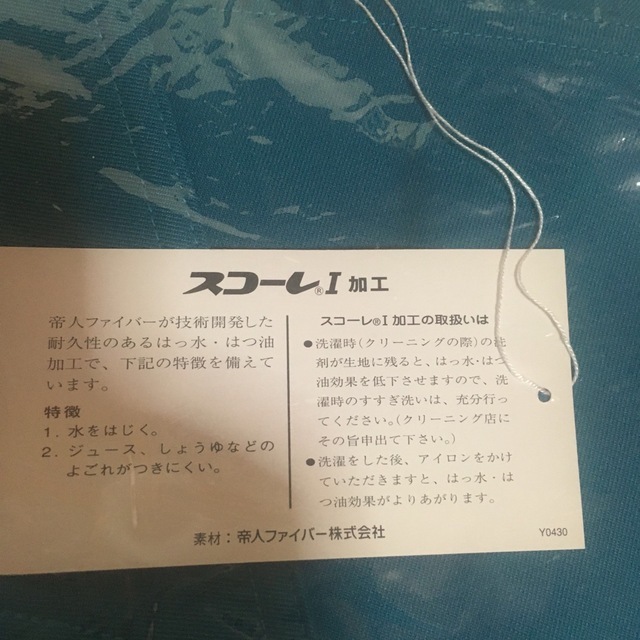 スコーレ®I 加工
帝人ファイバーが技術開発した
耐久性のあるはっ水・はつ油
加工で、下記の特徴を備えて
います。
特徴
1. 水をはじく。
2. ジュース、しょうゆなどの
よごれがつきにくい。
スコーレ®I 加工の取扱いは
●洗濯時(クリーニングの際)の洗
剤が生地に残ると、はっ水・はつ
油効果を低下させますので、洗
濯時のすすぎ洗いは、充分行っ
てください。(クリーニング店に
その旨申出て下さい。)
●洗濯をした後、アイロンをかけ
ていただきますと、はっ水・は
つ油効果がよりあがります。
素材:帝人ファイバー株式会社
Y0430